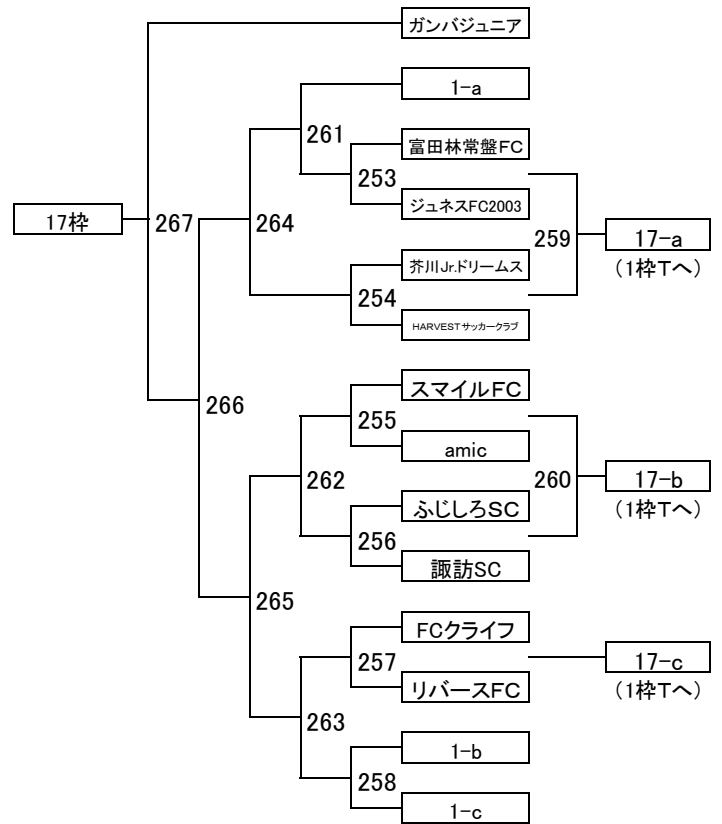 ガンバジュニア
1-a
261
富田林常盤FC
253
ジュネスFC2003
17枠
267
264
259
17-a
(1枠Tへ)
芥川Jr.ドリームス
254
HARVESTサッカークラブ
スマイルFC
266
255
amic
262
260
17-b
(1枠Tへ)
ふじしろSC
256
諏訪SC
265
FCクライフ
257
17-c
(1枠Tへ)
リバースFC
263
1-b
258
1-c